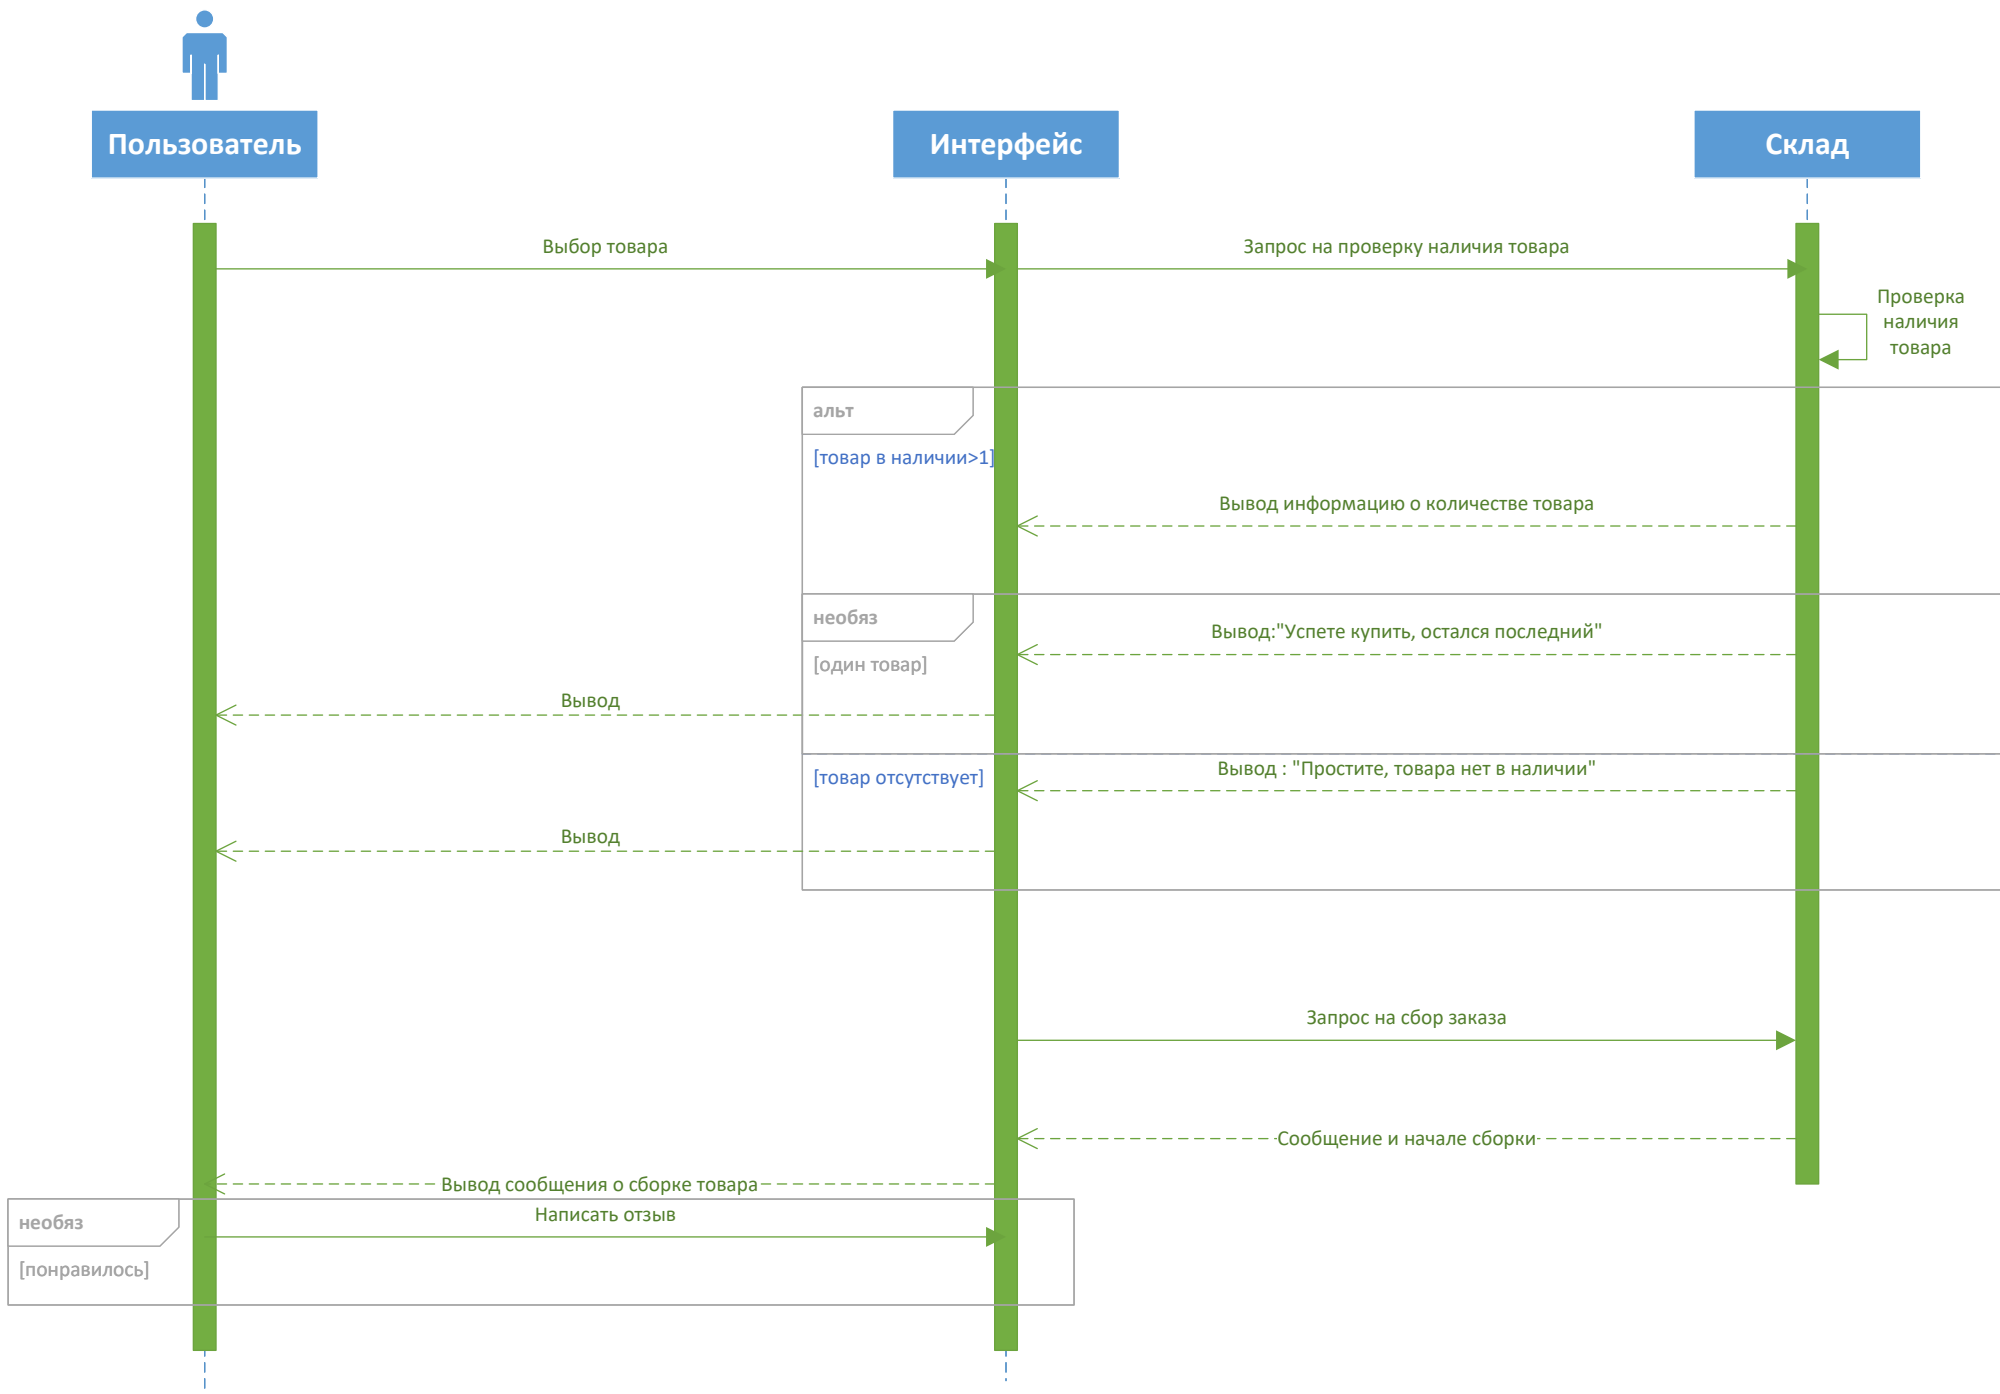 Пользователь
Интерфейс
Склад
Выбор товара
Запрос на проверку наличия товара
Проверка
наличия
товара
альт
[товар в наличии>1]
Вывод информацию о количестве товара
необяз
Вывод:"Успете купить, остался последний"
[один товар]
Вывод
[товар отсутствует]
Вывод : "Простите, товара нет в наличии"
Вывод
Запрос на сбор заказа
Сообщение и начале сборки
Вывод сообщения о сборке товара
необяз
Написать отзыв
[понравилось]